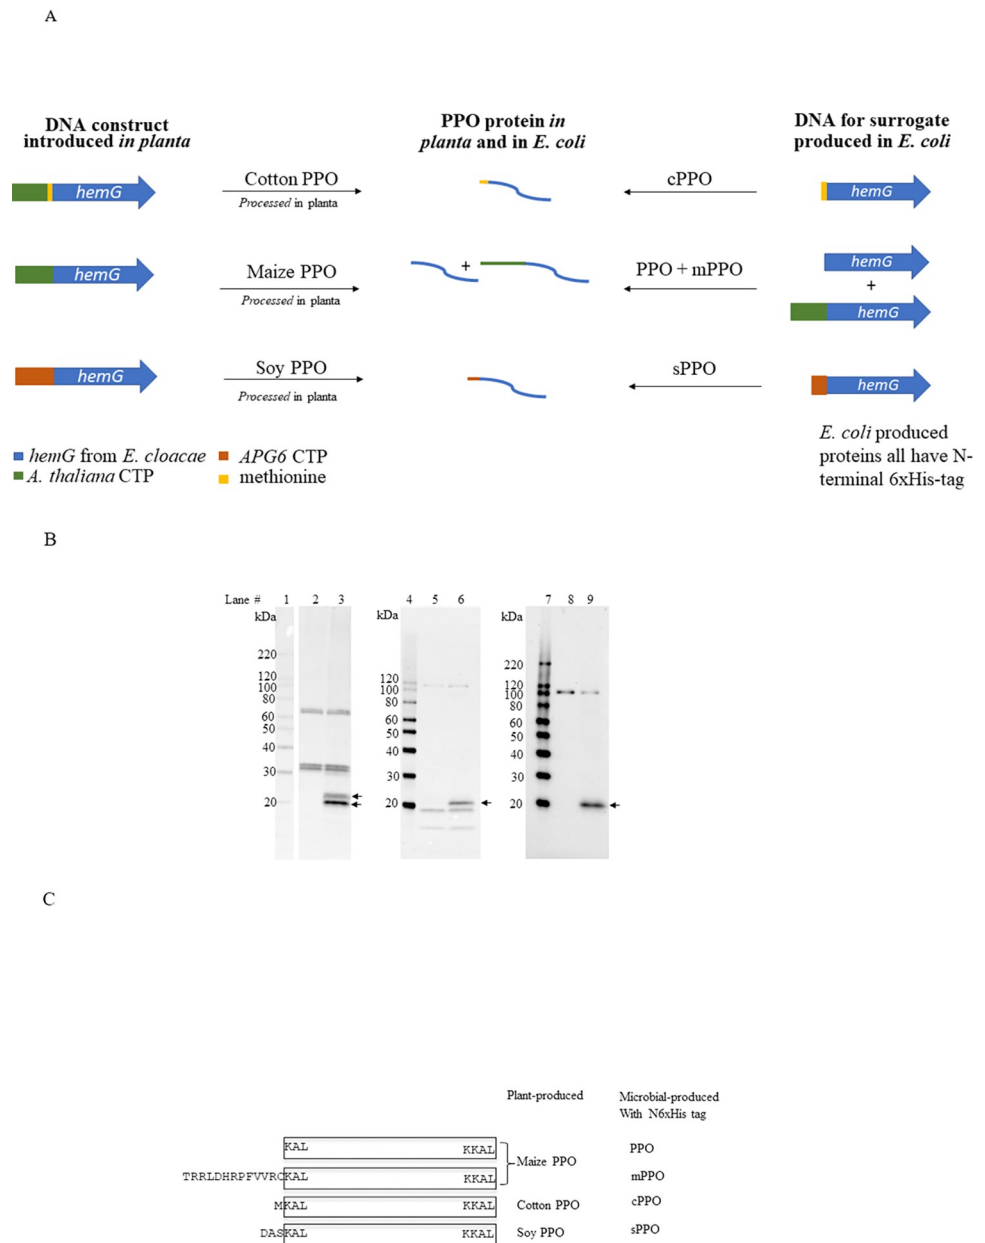 A
DNA construct
introduced in planta
PPO protein in
planta and in E. coli
DNA for surrogate
produced in E. coli
hemG
Cotton PPO
Processed in planta
cPPO
hemG
hemG
Maize PPO
Processed in planta
+
PPO + mPPO
hemG
+
hemG
hemG
Soy PPO
Processed in planta
sPPO
hemG
hemG from E. cloacae
A. thaliana CTP
APG6 CTP
methionine
E. coli produced
proteins all have N-
terminal 6xHis-tag
B
Lane # 1 2 3 4 5 6 7 8 9
kDa
220
120
100
80
60
50
40
30
20
kDa
120
100
80
60
50
40
30
20
kDa
220
120
100
80
60
50
40
30
20
C
Plant-produced
Microbial-produced
With N6xHis tag
KAL KKAL PPO
Maize PPO
TRRLDHRPFVVRCKAL KKAL mPPO
MKAL KKAL Cotton PPO cPPO
DASKAL KKAL Soy PPO sPPO